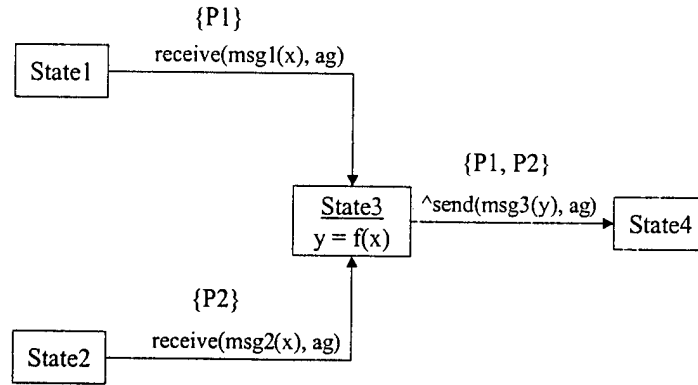 {P1}
receive(msg1(x), ag)
State1
{P1, P2}
State3
^send(msg3(y), ag)
y = f(x)
State4
{P2}
receive(msg2(x), ag)
State2